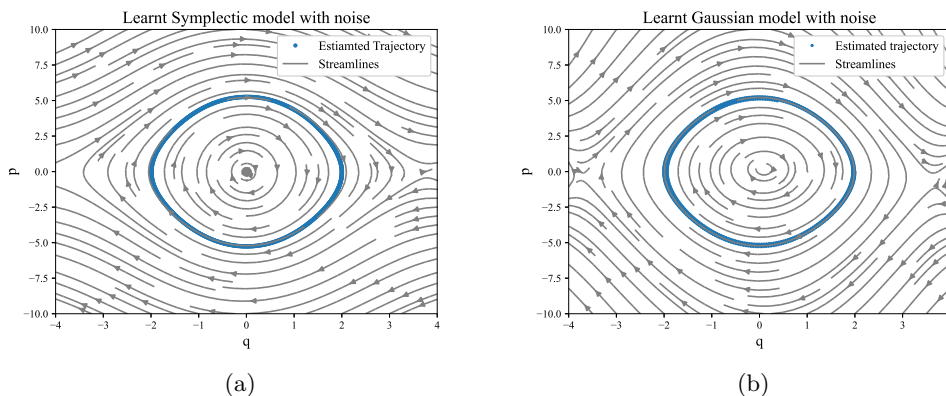 Learnt Symplectic model with noise
10.0
7.5
5.0
2.5
0.0
−2.5
−5.0
−7.5
−10.0
p
Estiamted Trajectory
Streamlines
−4 −3 −2 −1 0 1 2 3 4
q
(a)
Learnt Gaussian model with noise
10.0
7.5
5.0
2.5
0.0
−2.5
−5.0
−7.5
−10.0
p
Estimated trajectory
Streamlines
−4 −3 −2 −1 0 1 2 3
q
(b)